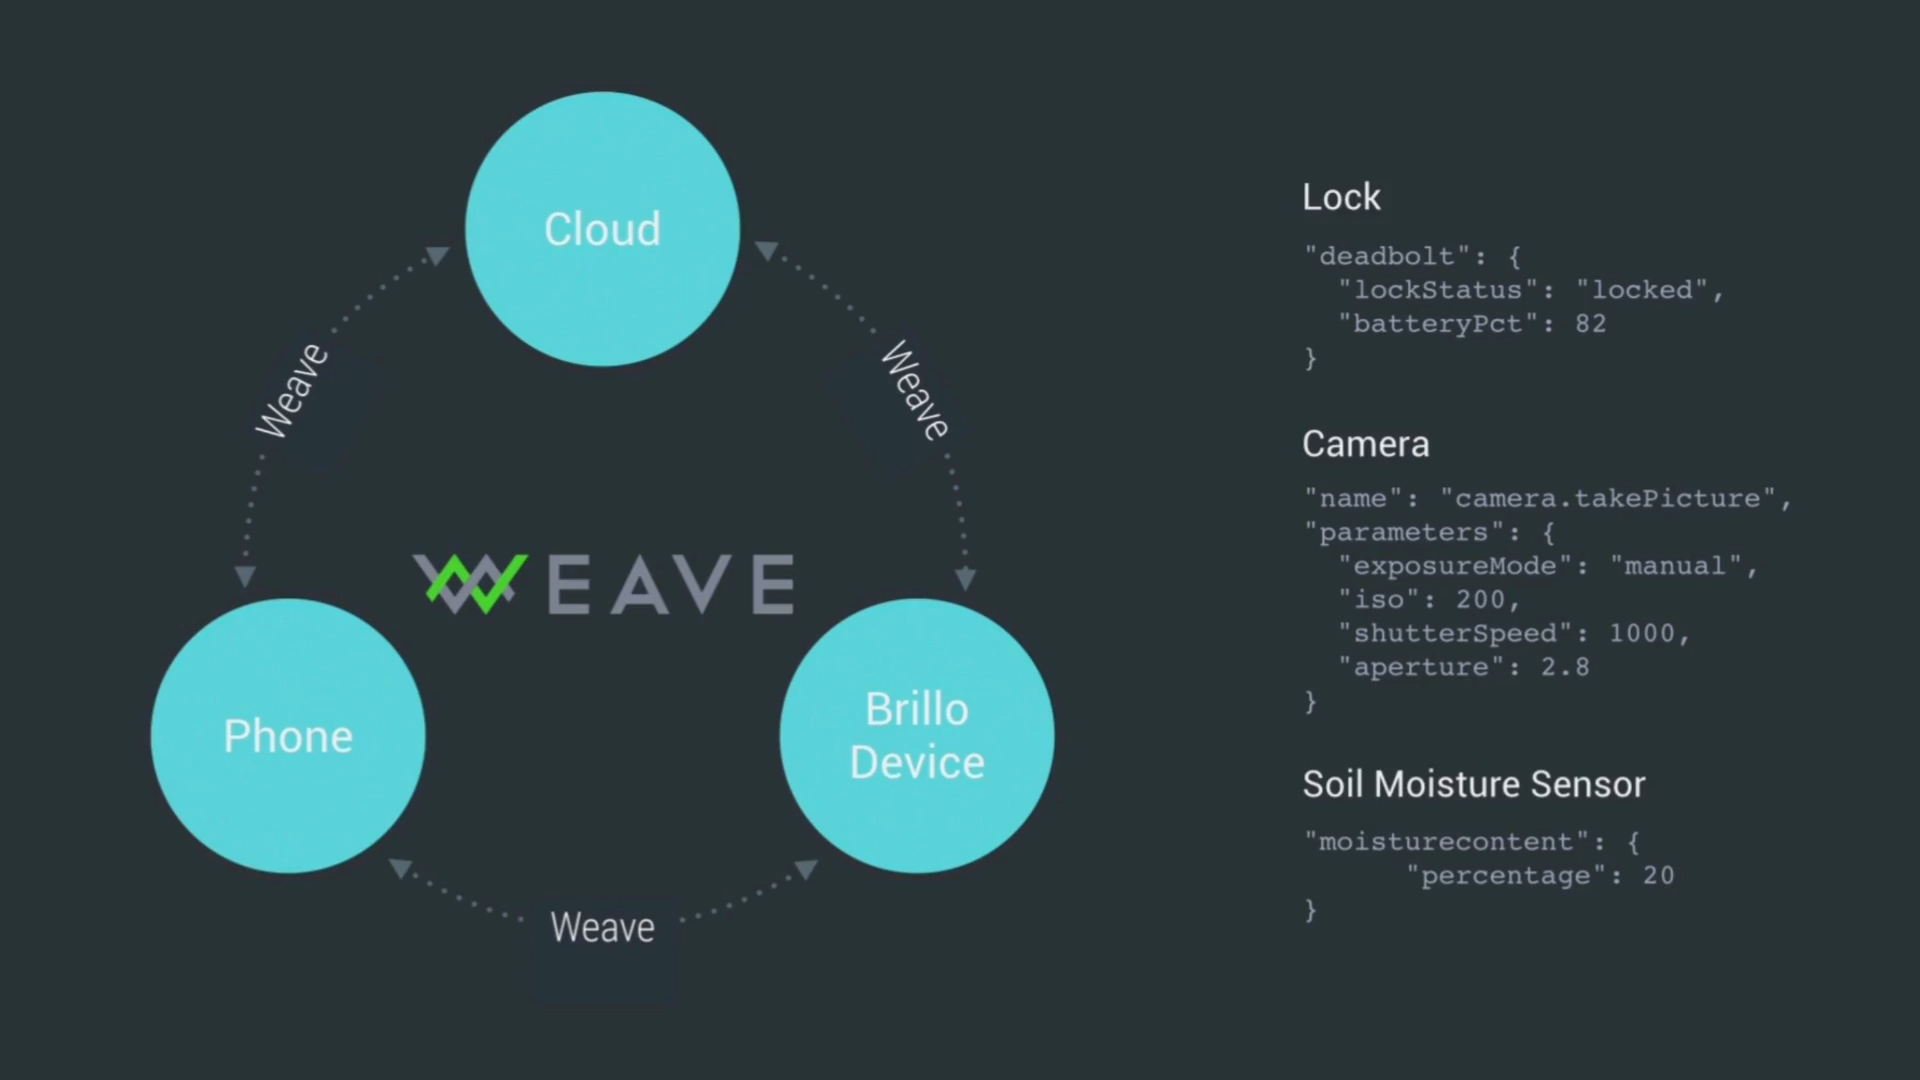 Cloud
Weave
Weave
WEAVE
Phone
Brillo
Device
Weave
Lock
"deadbolt": {
  "lockStatus": "locked",
  "batteryPct": 82
}
Camera
"name": "camera.takePicture",
"parameters": {
  "exposureMode": "manual",
  "iso": 200,
  "shutterSpeed": 1000,
  "aperture": 2.8
}
Soil Moisture Sensor
"moisturecontent": {
      "percentage": 20
}